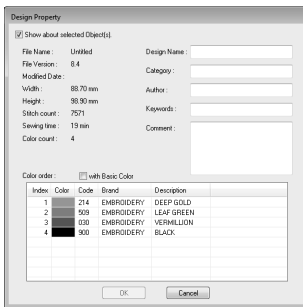 Design Property
Show about selected Object(s).
File Name : Untitled
File Version : 8.4
Modified Date :
Width : 88.70 mm
Height : 98.90 mm
Stitch count : 7571
Sewing time : 19 min
Color count : 4
Design Name :
Category :
Author :
Keywords :
Comment :
Color order : with Basic Color
Index Color Code Brand Description
1 214 EMBROIDERY DEEP GOLD
2 509 EMBROIDERY LEAF GREEN
3 030 EMBROIDERY VERMILLION
4 900 EMBROIDERY BLACK
OK Cancel